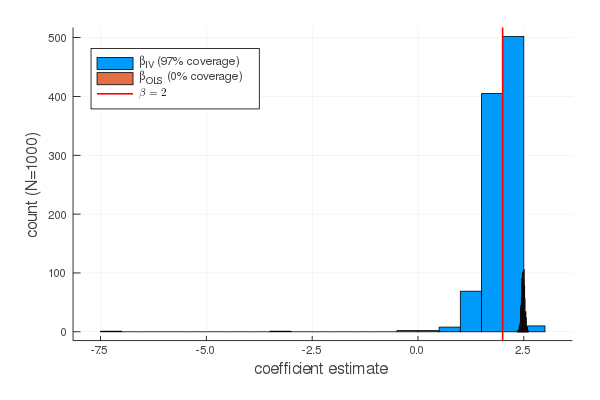 500
400
300
200
100
0
count (N=1000)
β_IV (97% coverage)
β_OLS (0% coverage)
β = 2
-7.5 -5.0 -2.5 0.0 2.5
coefficient estimate